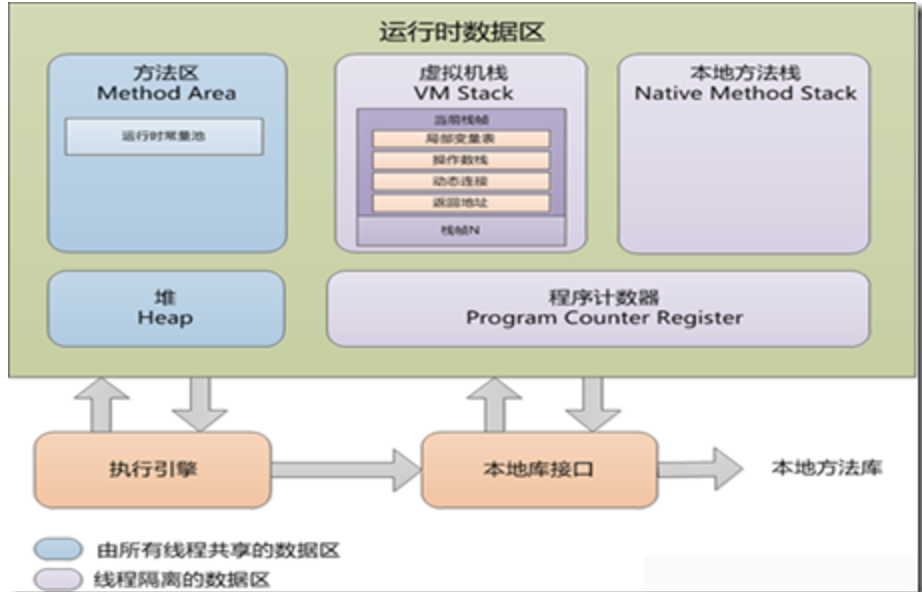 运行时数据区
方法区
Method Area
运行时常量池
虚拟机栈
VM Stack
当前栈帧
局部变量表
操作数栈
动态连接
返回地址
栈帧N
本地方法栈
Native Method Stack
堆
Heap
程序计数器
Program Counter Register
执行引擎
本地库接口
本地方法库
由所有线程共享的数据区
线程隔离的数据区